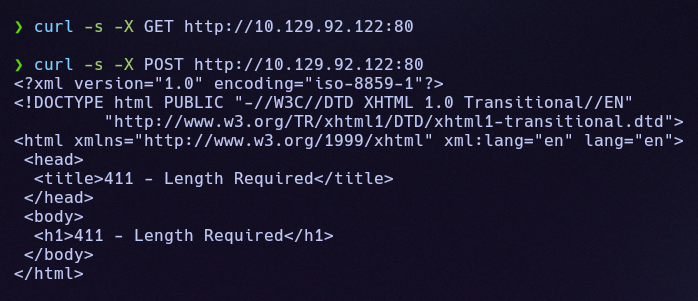 ❯ curl -s -X GET http://10.129.92.122:80
❯ curl -s -X POST http://10.129.92.122:80
<?xml version="1.0" encoding="iso-8859-1"?>
<!DOCTYPE html PUBLIC "-//W3C//DTD XHTML 1.0 Transitional//EN"
         "http://www.w3.org/TR/xhtml1/DTD/xhtml1-transitional.dtd">
<html xmlns="http://www.w3.org/1999/xhtml" xml:lang="en" lang="en">
 <head>
  <title>411 - Length Required</title>
 </head>
 <body>
  <h1>411 - Length Required</h1>
 </body>
</html>